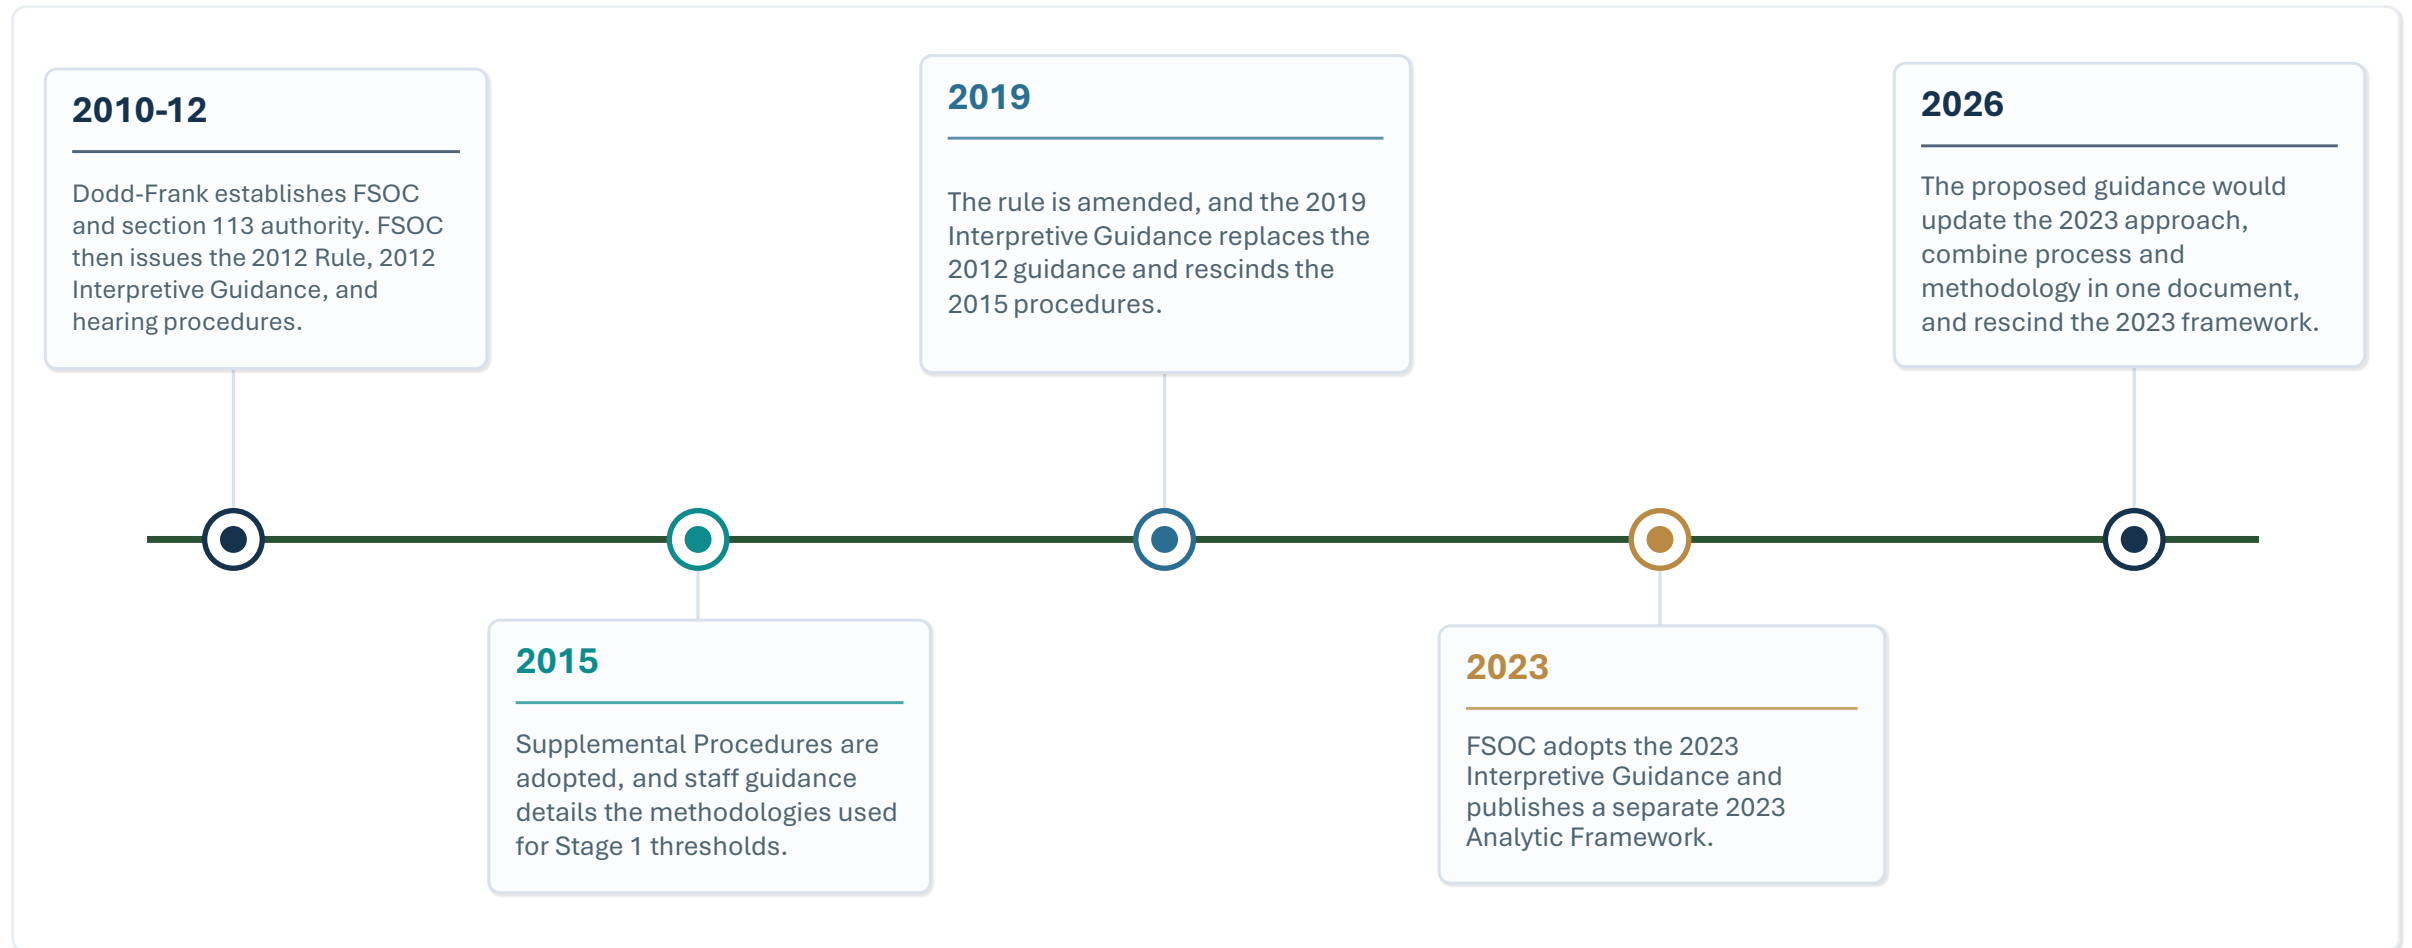 2010-12
Dodd-Frank establishes FSOC
and section 113 authority. FSOC
then issues the 2012 Rule, 2012
Interpretive Guidance, and
hearing procedures.
2015
Supplemental Procedures are
adopted, and staff guidance
details the methodologies used
for Stage 1 thresholds.
2019
The rule is amended, and the 2019
Interpretive Guidance replaces the
2012 guidance and rescinds the
2015 procedures.
2023
FSOC adopts the 2023
Interpretive Guidance and
publishes a separate 2023
Analytic Framework.
2026
The proposed guidance would
update the 2023 approach,
combine process and
methodology in one document,
and rescind the 2023 framework.